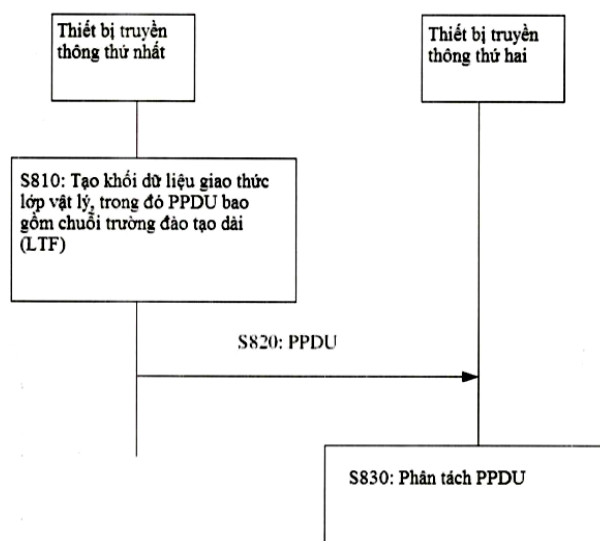 Thiết bị truyền
thông thứ nhất
Thiết bị truyền
thông thứ hai
S810: Tạo khối dữ liệu giao thức
lớp vật lý, trong đó PPDU bao
gồm chuỗi trường đào tạo dài
(LTF)
S820: PPDU
S830: Phân tách PPDU